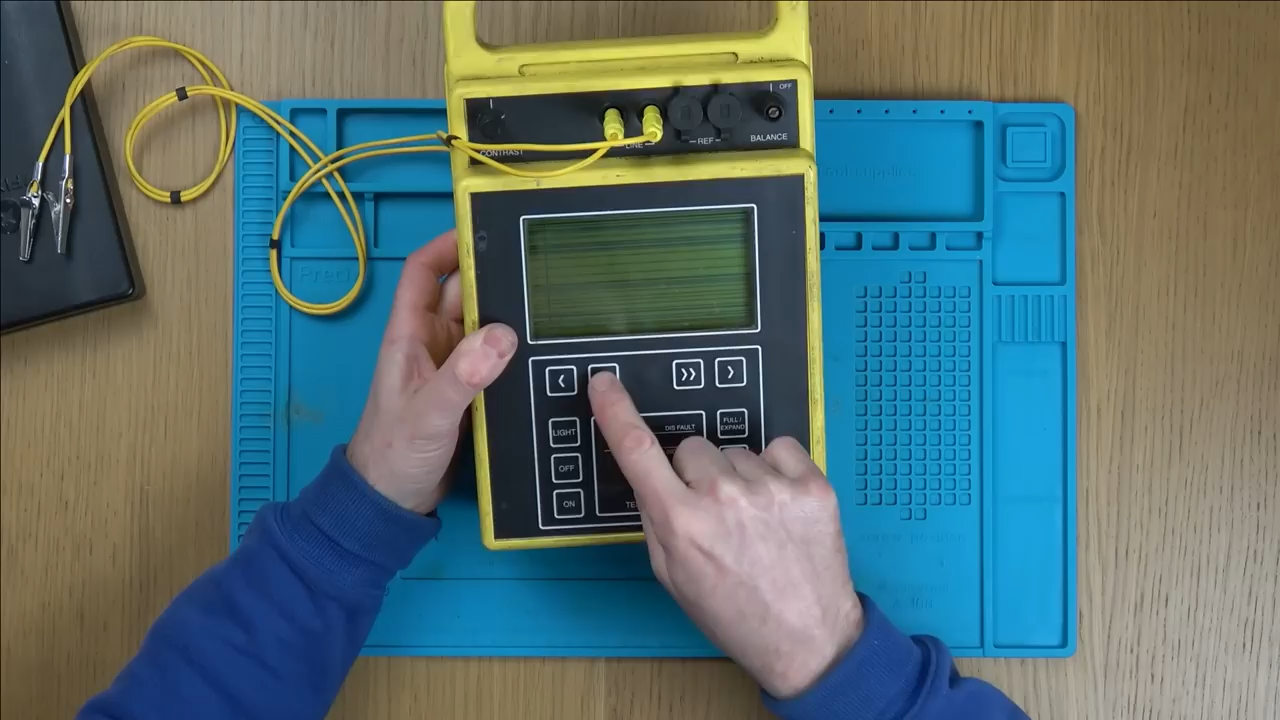 OFF
CONTRAST
LINE
REF
BALANCE
‹
››
›
LIGHT
DIS FAULT
FULL /
EXPAND
OFF
ON